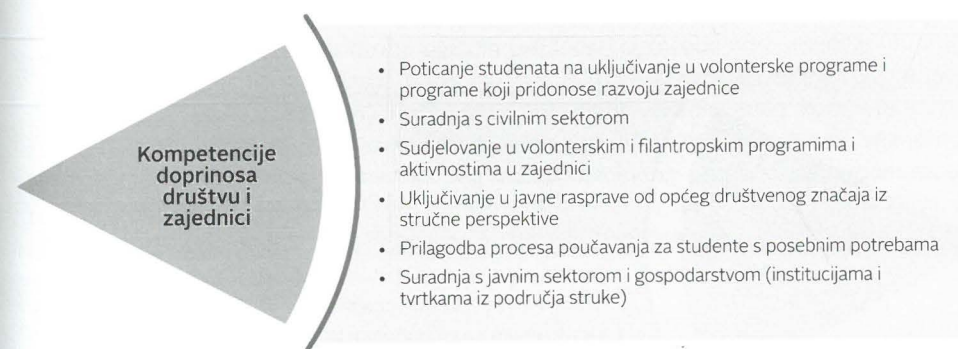 Kompetencije
doprinosa
društvu i
zajednici
• Poticanje studenata na uključivanje u volonterske programe i
programe koji pridonose razvoju zajednice
• Suradnja s civilnim sektorom
• Sudjelovanje u volonterskim i filantropskim programima i
aktivnostima u zajednici
• Uključivanje u javne rasprave od općeg društvenog značaja iz
stručne perspektive
• Prilagodba procesa poučavanja za studente s posebnim potrebama
• Suradnja s javnim sektorom i gospodarstvom (institucijama i
tvrtkama iz područja struke)